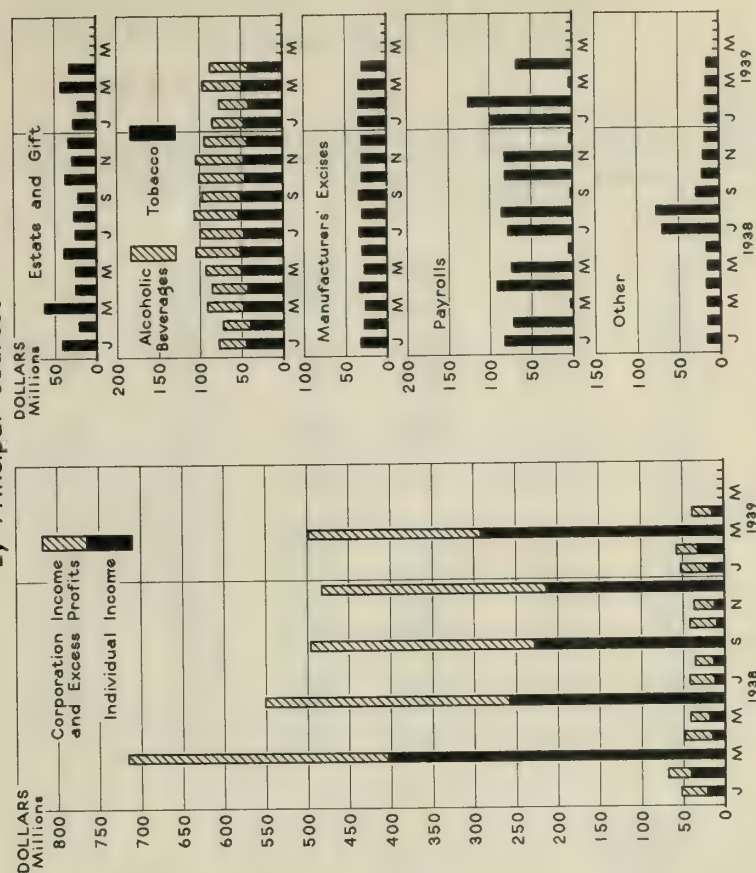 By Principal Sources
DOLLARS
Millions
Corporation Income
and Excess Profits
Individual Income
800
750
700
650
600
550
500
450
400
350
300
250
200
150
100
50
0
J M M J S N J M M
1938 1939
DOLLARS
Millions
Estate and Gift
50
0
J M M J S N J M M
200
150
100
50
0
Alcoholic
Beverages
Tobacco
J M M J S N J M M
100
50
0
Manufacturers' Excises
J M M J S N J M M
200
150
100
50
0
Payrolls
J M M J S N J M M
150
100
50
0
Other
J M M J S N J M M
1938 1939